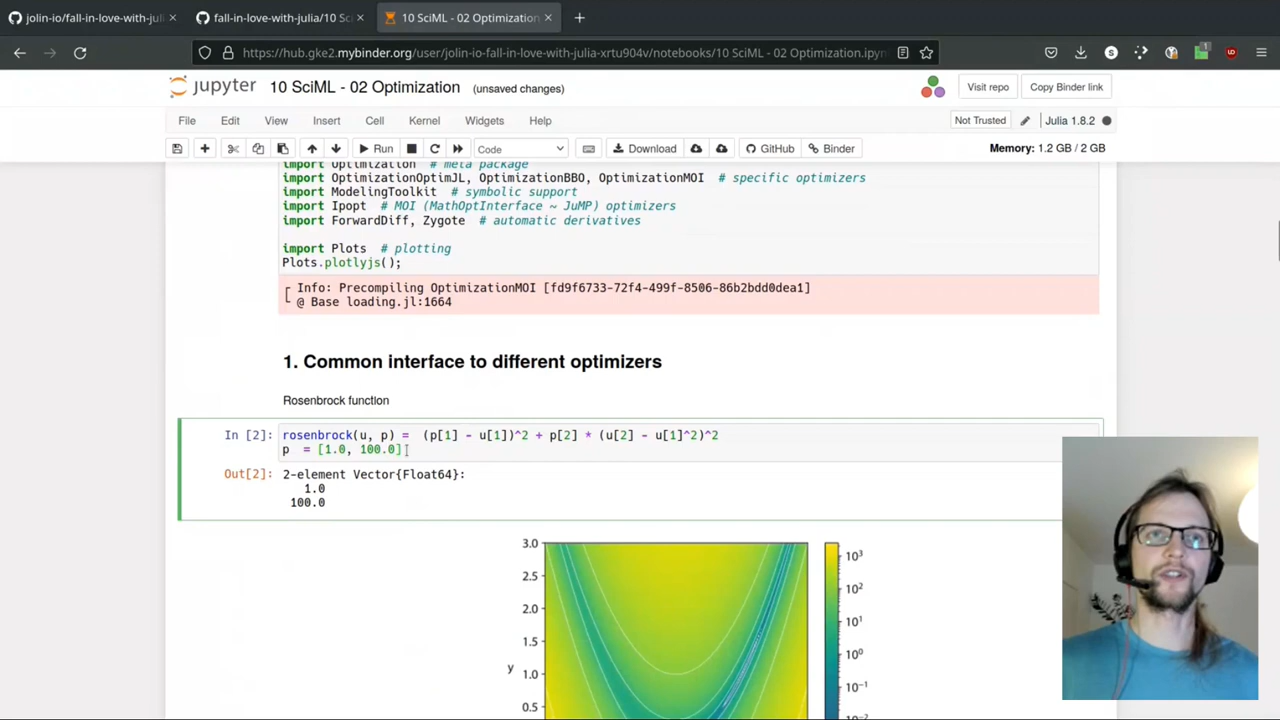 jolin-io/fall-in-love-with-juli
fall-in-love-with-julia/10 Sci
10 SciML - 02 Optimization
https://hub.gke2.mybinder.org/user/jolin-io-fall-in-love-with-julia-xrtu904v/notebooks/10 SciML - 02 Optimization.ipyn
jupyter 10 SciML - 02 Optimization (unsaved changes)
Visit repo
Copy Binder link
File Edit View Insert Cell Kernel Widgets Help
Not Trusted
Julia 1.8.2
Run
Code
Download
GitHub
Binder
Memory: 1.2 GB / 2 GB
import Optimization # meta package
import OptimizationOptimJL, OptimizationBBO, OptimizationMOI # specific optimizers
import ModelingToolkit # symbolic support
import Ipopt # MOI (MathOptInterface ~ JuMP) optimizers
import ForwardDiff, Zygote # automatic derivatives
import Plots # plotting
Plots.plotlyjs();
[ Info: Precompiling OptimizationMOI [fd9f6733-72f4-499f-8506-86b2bdd0dea1]
@ Base loading.jl:1664
1. Common interface to different optimizers
Rosenbrock function
In [2]: rosenbrock(u, p) = (p[1] - u[1])^2 + p[2] * (u[2] - u[1]^2)^2
p = [1.0, 100.0]
Out[2]: 2-element Vector{Float64}:
1.0
100.0
3.0
2.5
2.0
1.5
1.0
0.5
y
10³
10²
10¹
10⁰
10⁻¹